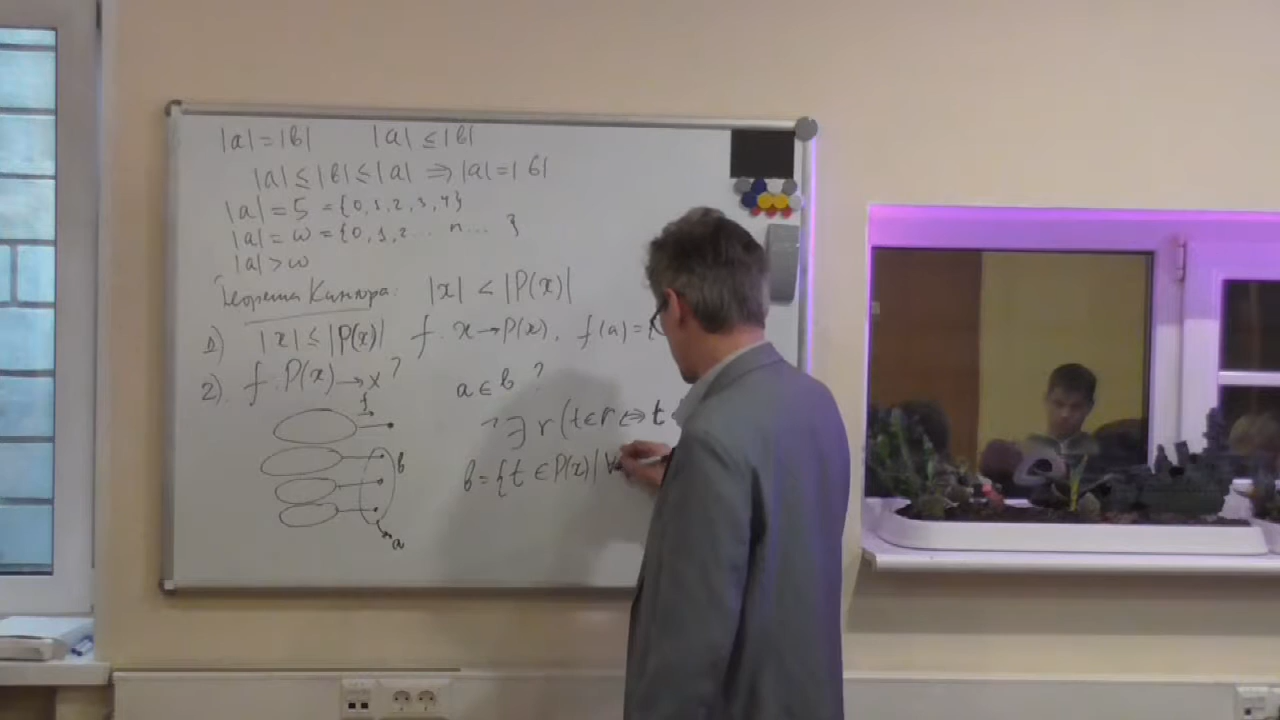 |a|=|b| |a|≤|b|
|a|≤|b|≤|a| ⇒ |a|=|b|
|a|=5 = {0,1,2,3,4}
|a|=ω={0,1,2... n... }
|a|>ω
Теорема Кантора: |x| < |P(x)|
1) |x|≤|P(x)| f: x→P(x), f(a)={
2). f: P(x)→x? a∈b ?
f
¬∃r(t∈r⇔t
b
b={t∈P(x)|
a